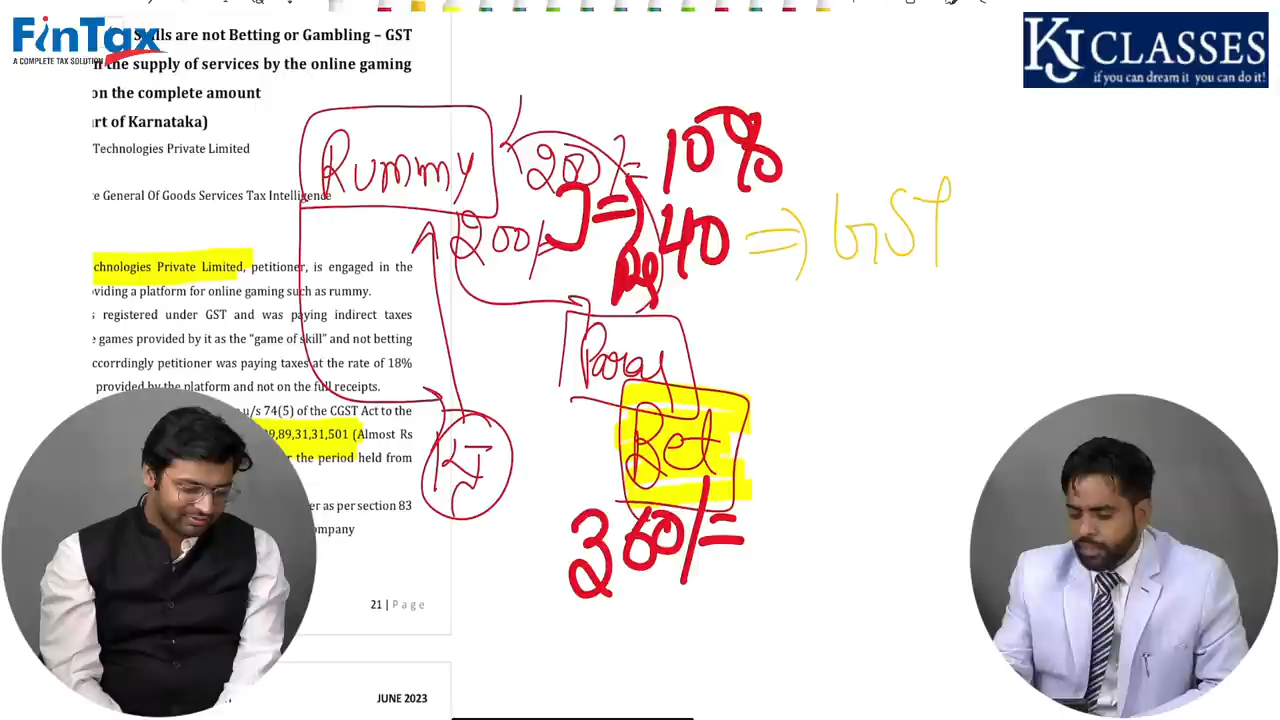 FinTax
A COMPLETE TAX SOLUTION
Skills are not Betting or Gambling – GST
n the supply of services by the online gaming
on the complete amount
urt of Karnataka)
Technologies Private Limited
te General Of Goods Services Tax Intelligence
chnologies Private Limited, petitioner, is engaged in the
oviding a platform for online gaming such as rummy.
s registered under GST and was paying indirect taxes
e games provided by it as the “game of skill” and not betting
ccorrdingly petitioner was paying taxes at the rate of 18%
provided by the platform and not on the full receipts.
u/s 74(5) of the CGST Act to the
9,89,31,31,501 (Almost Rs
r the period held from
er as per section 83
ompany
21 | Page
JUNE 2023
KJ CLASSES
if you can dream it you can do it!
Rummy
200/=
10%
200/=
40 => GST
Paras
Bet
KJ
360/=